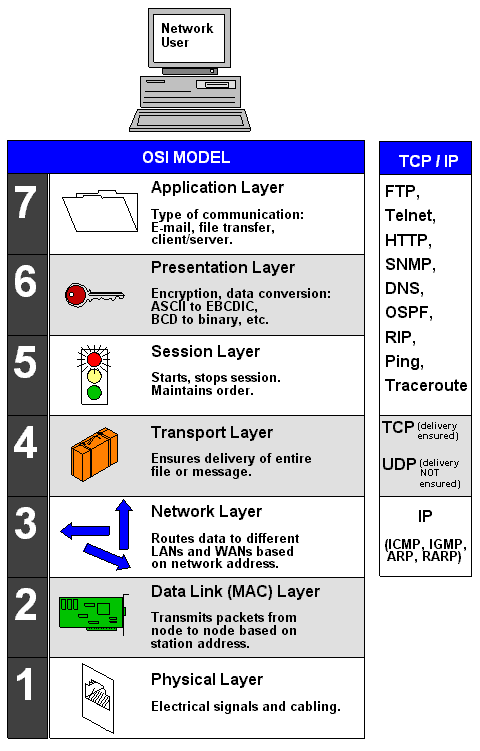 Network
User
OSI MODEL
7
Application Layer
Type of communication:
E-mail, file transfer,
client/server.
6
Presentation Layer
Encryption, data conversion:
ASCII to EBCDIC,
BCD to binary, etc.
5
Session Layer
Starts, stops session.
Maintains order.
4
Transport Layer
Ensures delivery of entire
file or message.
3
Network Layer
Routes data to different
LANs and WANs based
on network address.
2
Data Link (MAC) Layer
Transmits packets from
node to node based on
station address.
1
Physical Layer
Electrical signals and cabling.
TCP / IP
FTP,
Telnet,
HTTP,
SNMP,
DNS,
OSPF,
RIP,
Ping,
Traceroute
TCP (delivery
ensured)
UDP (delivery
NOT
ensured)
IP
(ICMP, IGMP,
ARP, RARP)